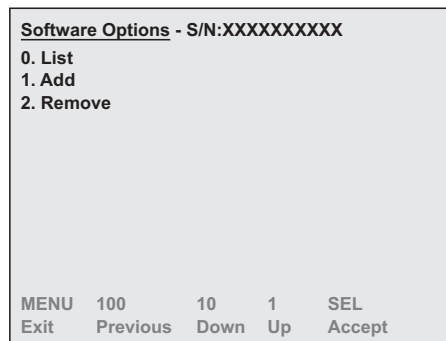 Software Options - S/N:XXXXXXXXXX
0. List
1. Add
2. Remove
MENU 100 10 1 SEL
Exit Previous Down Up Accept